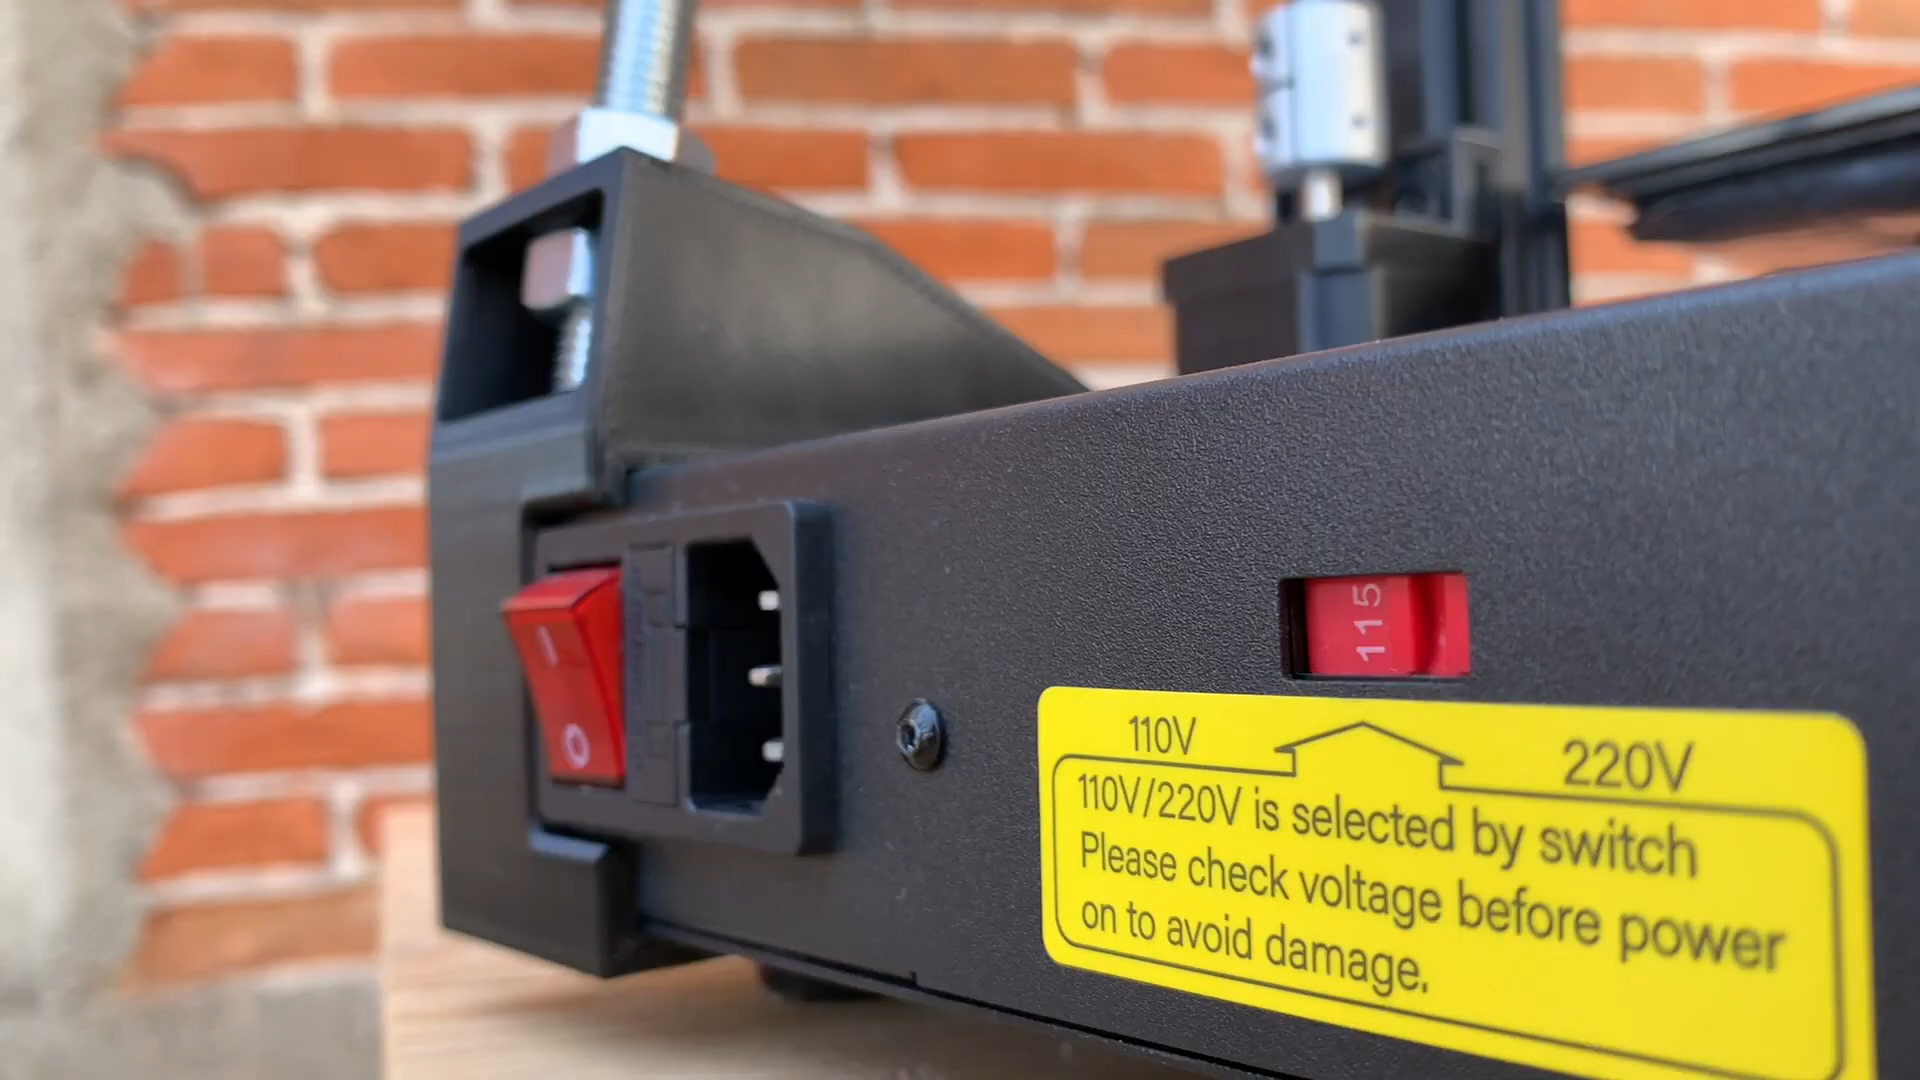 115
110V 220V
110V/220V is selected by switch
Please check voltage before power
on to avoid damage.
I
O